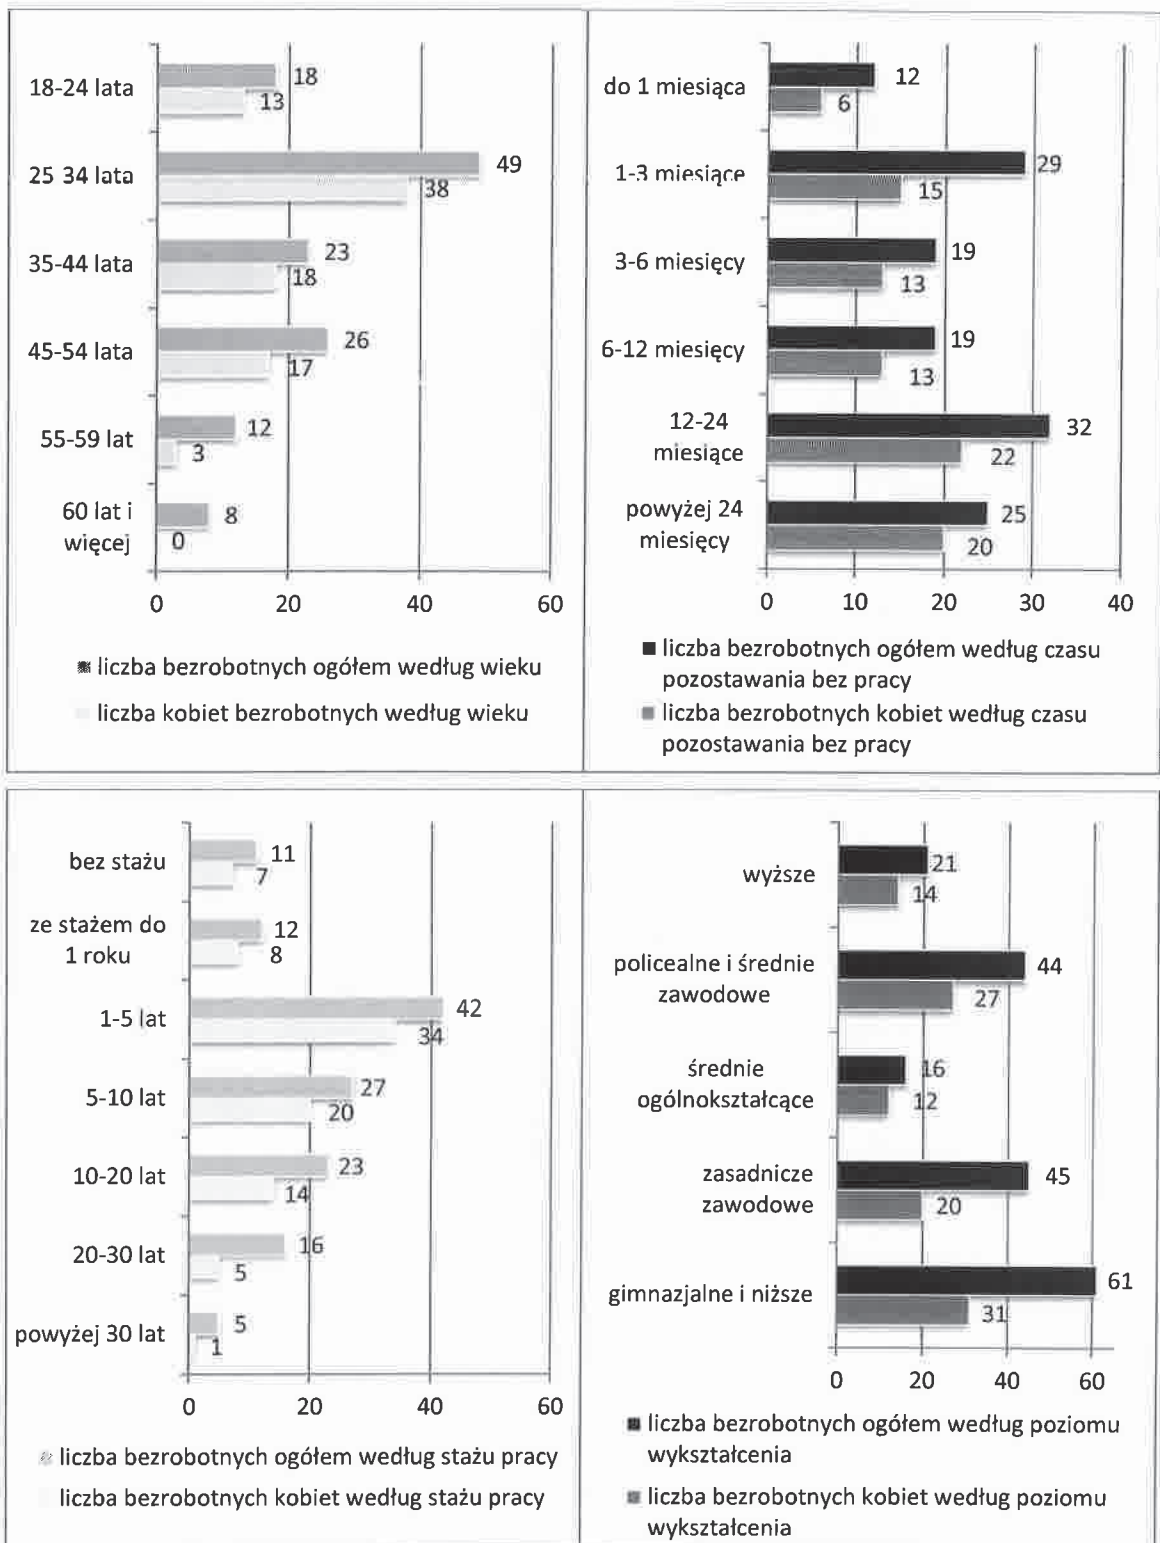 18-24 lata
18
13
25 34 lata
49
38
35-44 lata
23
18
45-54 lata
26
17
55-59 lat
12
3
60 lat i
więcej
8
0
0
20
40
60
liczba bezrobotnych ogółem według wieku
liczba kobiet bezrobotnych według wieku
do 1 miesiąca
12
6
1-3 miesiące
29
15
3-6 miesięcy
19
13
6-12 miesięcy
19
13
12-24
miesiące
32
22
powyżej 24
miesięcy
25
20
0
10
20
30
40
liczba bezrobotnych ogółem według czasu
pozostawania bez pracy
liczba bezrobotnych kobiet według czasu
pozostawania bez pracy
bez stażu
11
7
ze stażem do
1 roku
12
8
1-5 lat
42
34
5-10 lat
27
20
10-20 lat
23
14
20-30 lat
16
5
powyżej 30 lat
5
1
0
20
40
60
liczba bezrobotnych ogółem według stażu pracy
liczba bezrobotnych kobiet według stażu pracy
wyższe
21
14
policealne i średnie
zawodowe
44
27
średnie
ogólnokształcące
16
12
zasadnicze
zawodowe
45
20
gimnazjalne i niższe
61
31
0
20
40
60
liczba bezrobotnych ogółem według poziomu
wykształcenia
liczba bezrobotnych kobiet według poziomu
wykształcenia